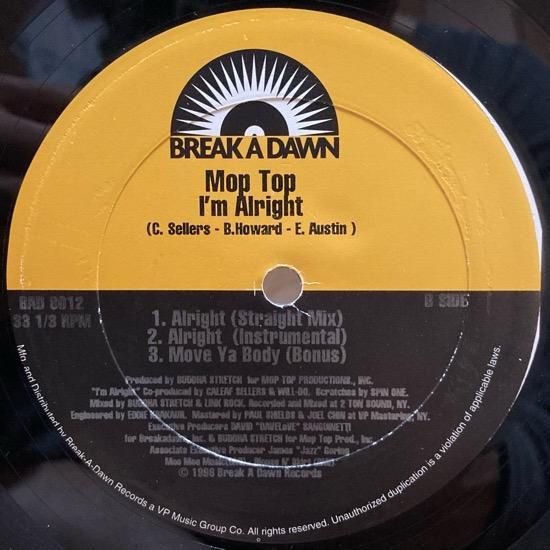 BREAK A DAWN
Mop Top
I'm Alright
(C. Sellers - B.Howard - E. Austin )
BAD 0012
33 1/3 RPM
B SIDE
1. Alright (Straight Mix)
2. Alright (Instrumental)
3. Move Ya Body (Bonus)
Produced by BUDDHA STRETCH for MOP TOP PRODUCTIONS., INC.
"I'm Alright" Co-produced by CALEAF SELLERS & WILL-DO. Scratches by SPIN ONE.
Mixed by BUDDHA STRETCH & LINK ROCK. Recorded and Mixed at 2 TON SOUND, NY.
Engineered by EDDIE Mastered by PAUL SHIELDS & JOEL CHIN at VP Mastering, NY.
Executive Producers DAVID "DAVELoVE" SANGUINETTI
for Breakadawn, Inc. & BUDDHA STRETCH for Mop Top Prod., Inc.
Associate Executive Producer James "Jazz" Goring
Moo Moo Music
© 1998 Break A Dawn Records
Mfg. and Distributed by Break-A-Dawn Records a VP Music Group Co. All rights reserved. Unauthorized duplication is a violation of applicable laws.